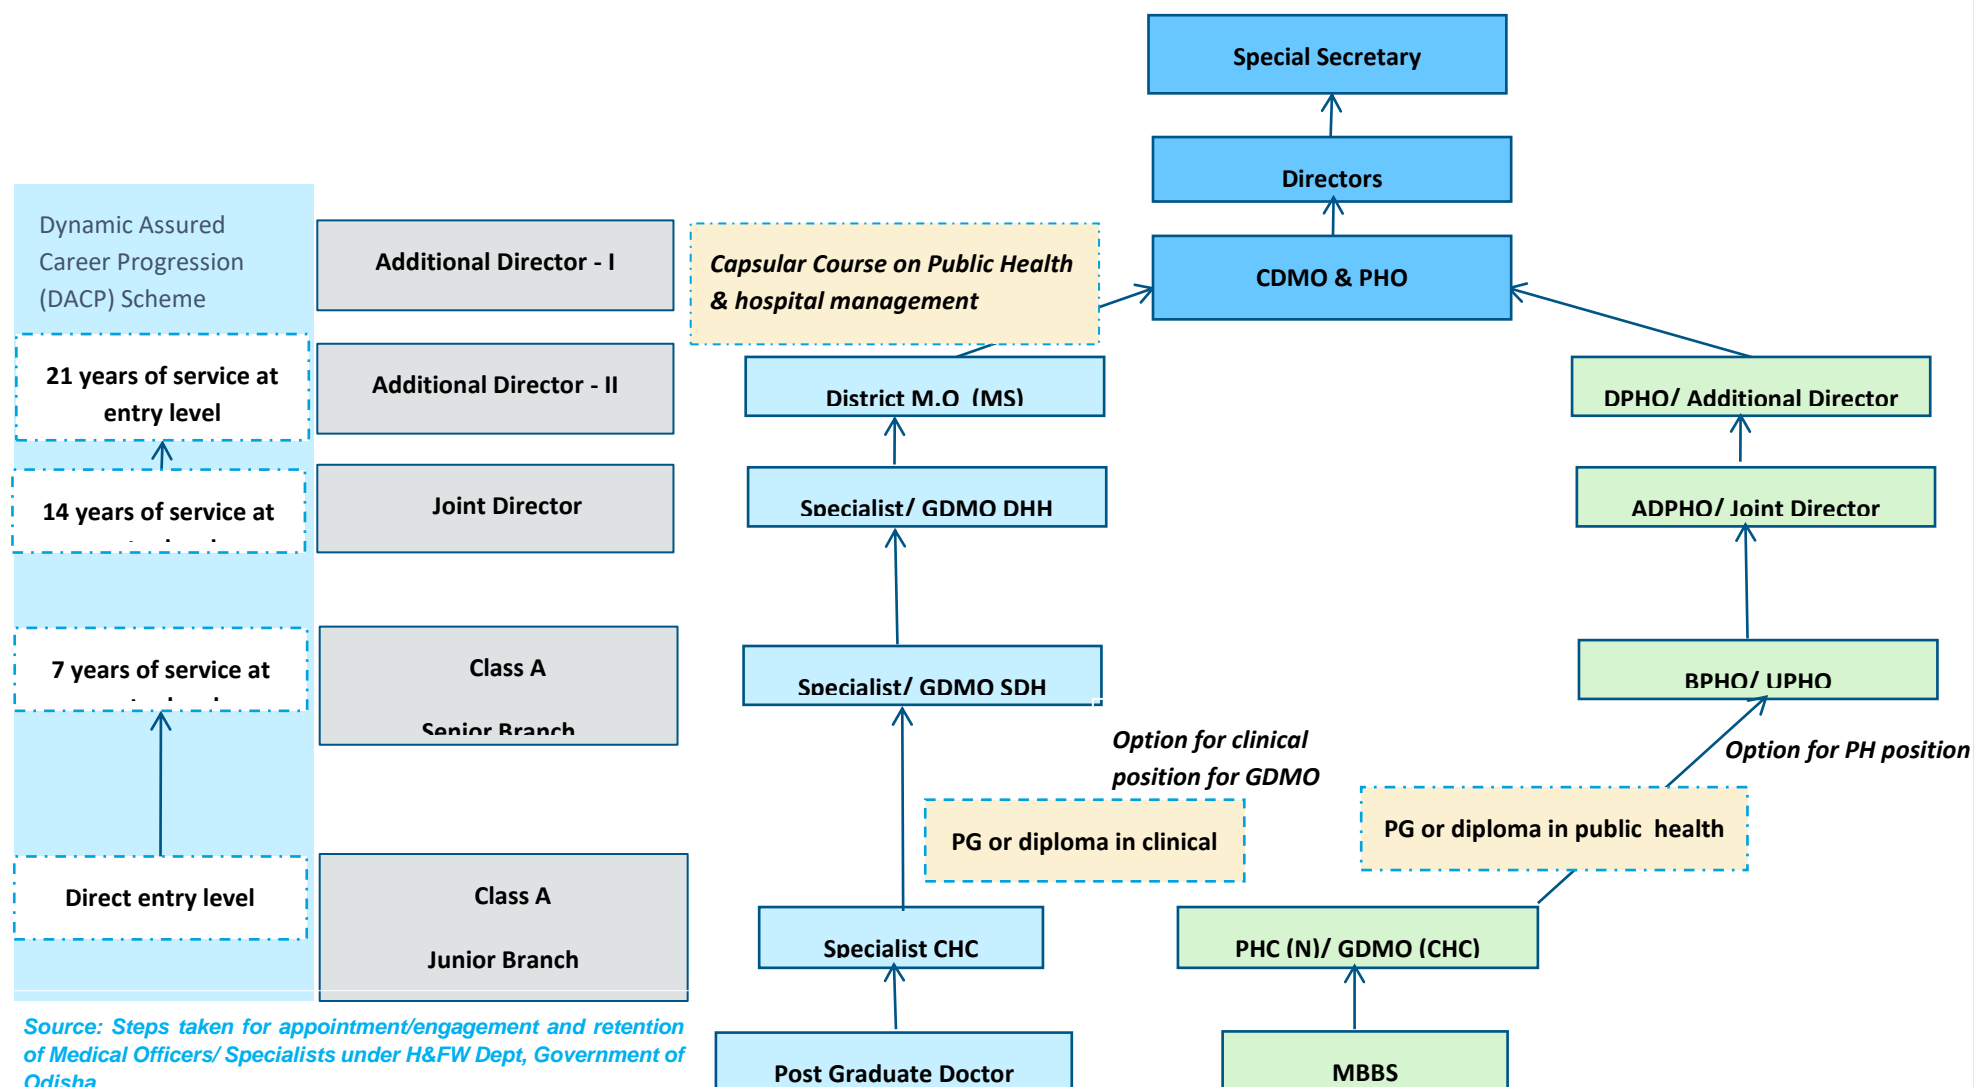 Special Secretary
Directors
CDMO & PHO
Dynamic Assured
Career Progression
(DACP) Scheme
Additional Director - I
Capsular Course on Public Health
& hospital management
21 years of service at
entry level
Additional Director - II
District M.O (MS)
DPHO/ Additional Director
14 years of service at
Joint Director
Specialist/ GDMO DHH
ADPHO/ Joint Director
7 years of service at
Class A
Senior Branch
Specialist/ GDMO SDH
BPHO/ UPHO
Option for clinical
position for GDMO
Option for PH position
PG or diploma in clinical
PG or diploma in public health
Direct entry level
Class A
Junior Branch
Specialist CHC
PHC (N)/ GDMO (CHC)
Post Graduate Doctor
MBBS
Source: Steps taken for appointment/engagement and retention
of Medical Officers/ Specialists under H&FW Dept, Government of
Odisha